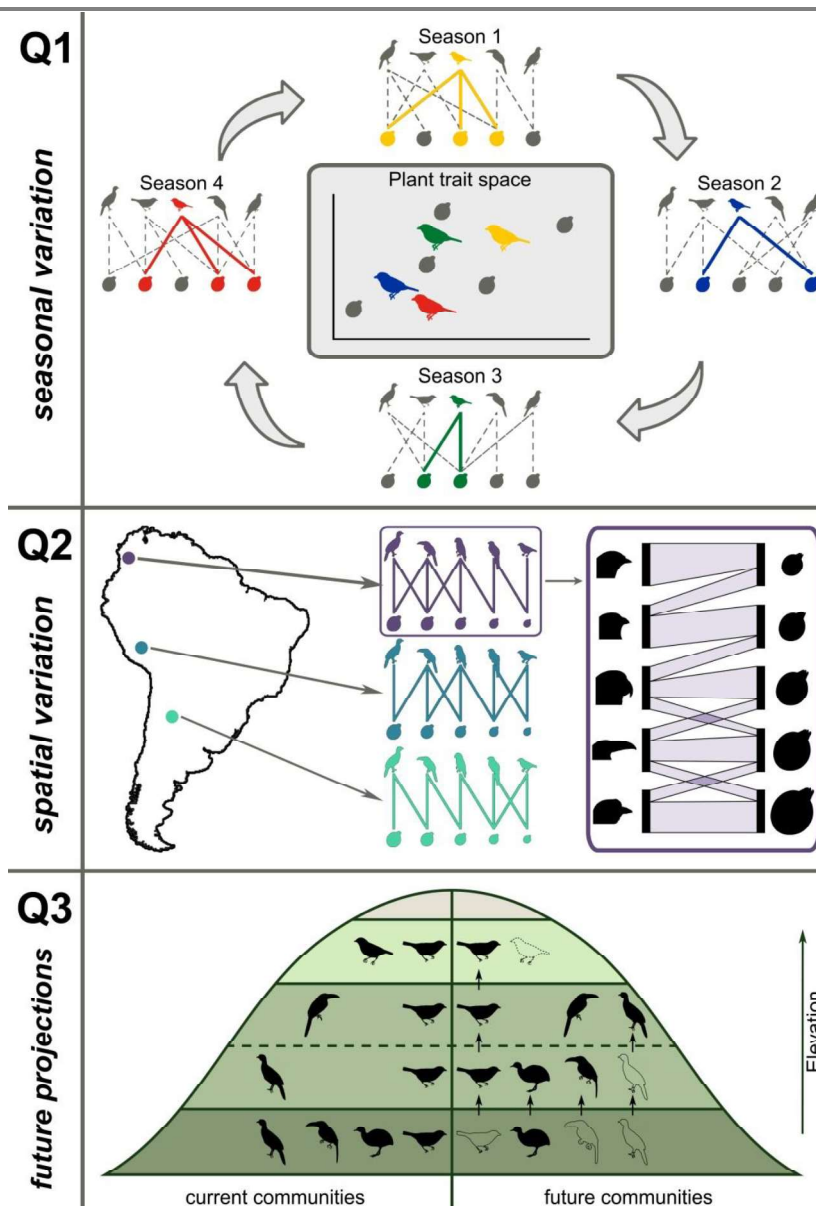 Q1
seasonal variation
Season 1
Season 4
Plant trait space
Season 2
Season 3
Q2
spatial variation
Q3
future projections
Elevation
current communities
future communities